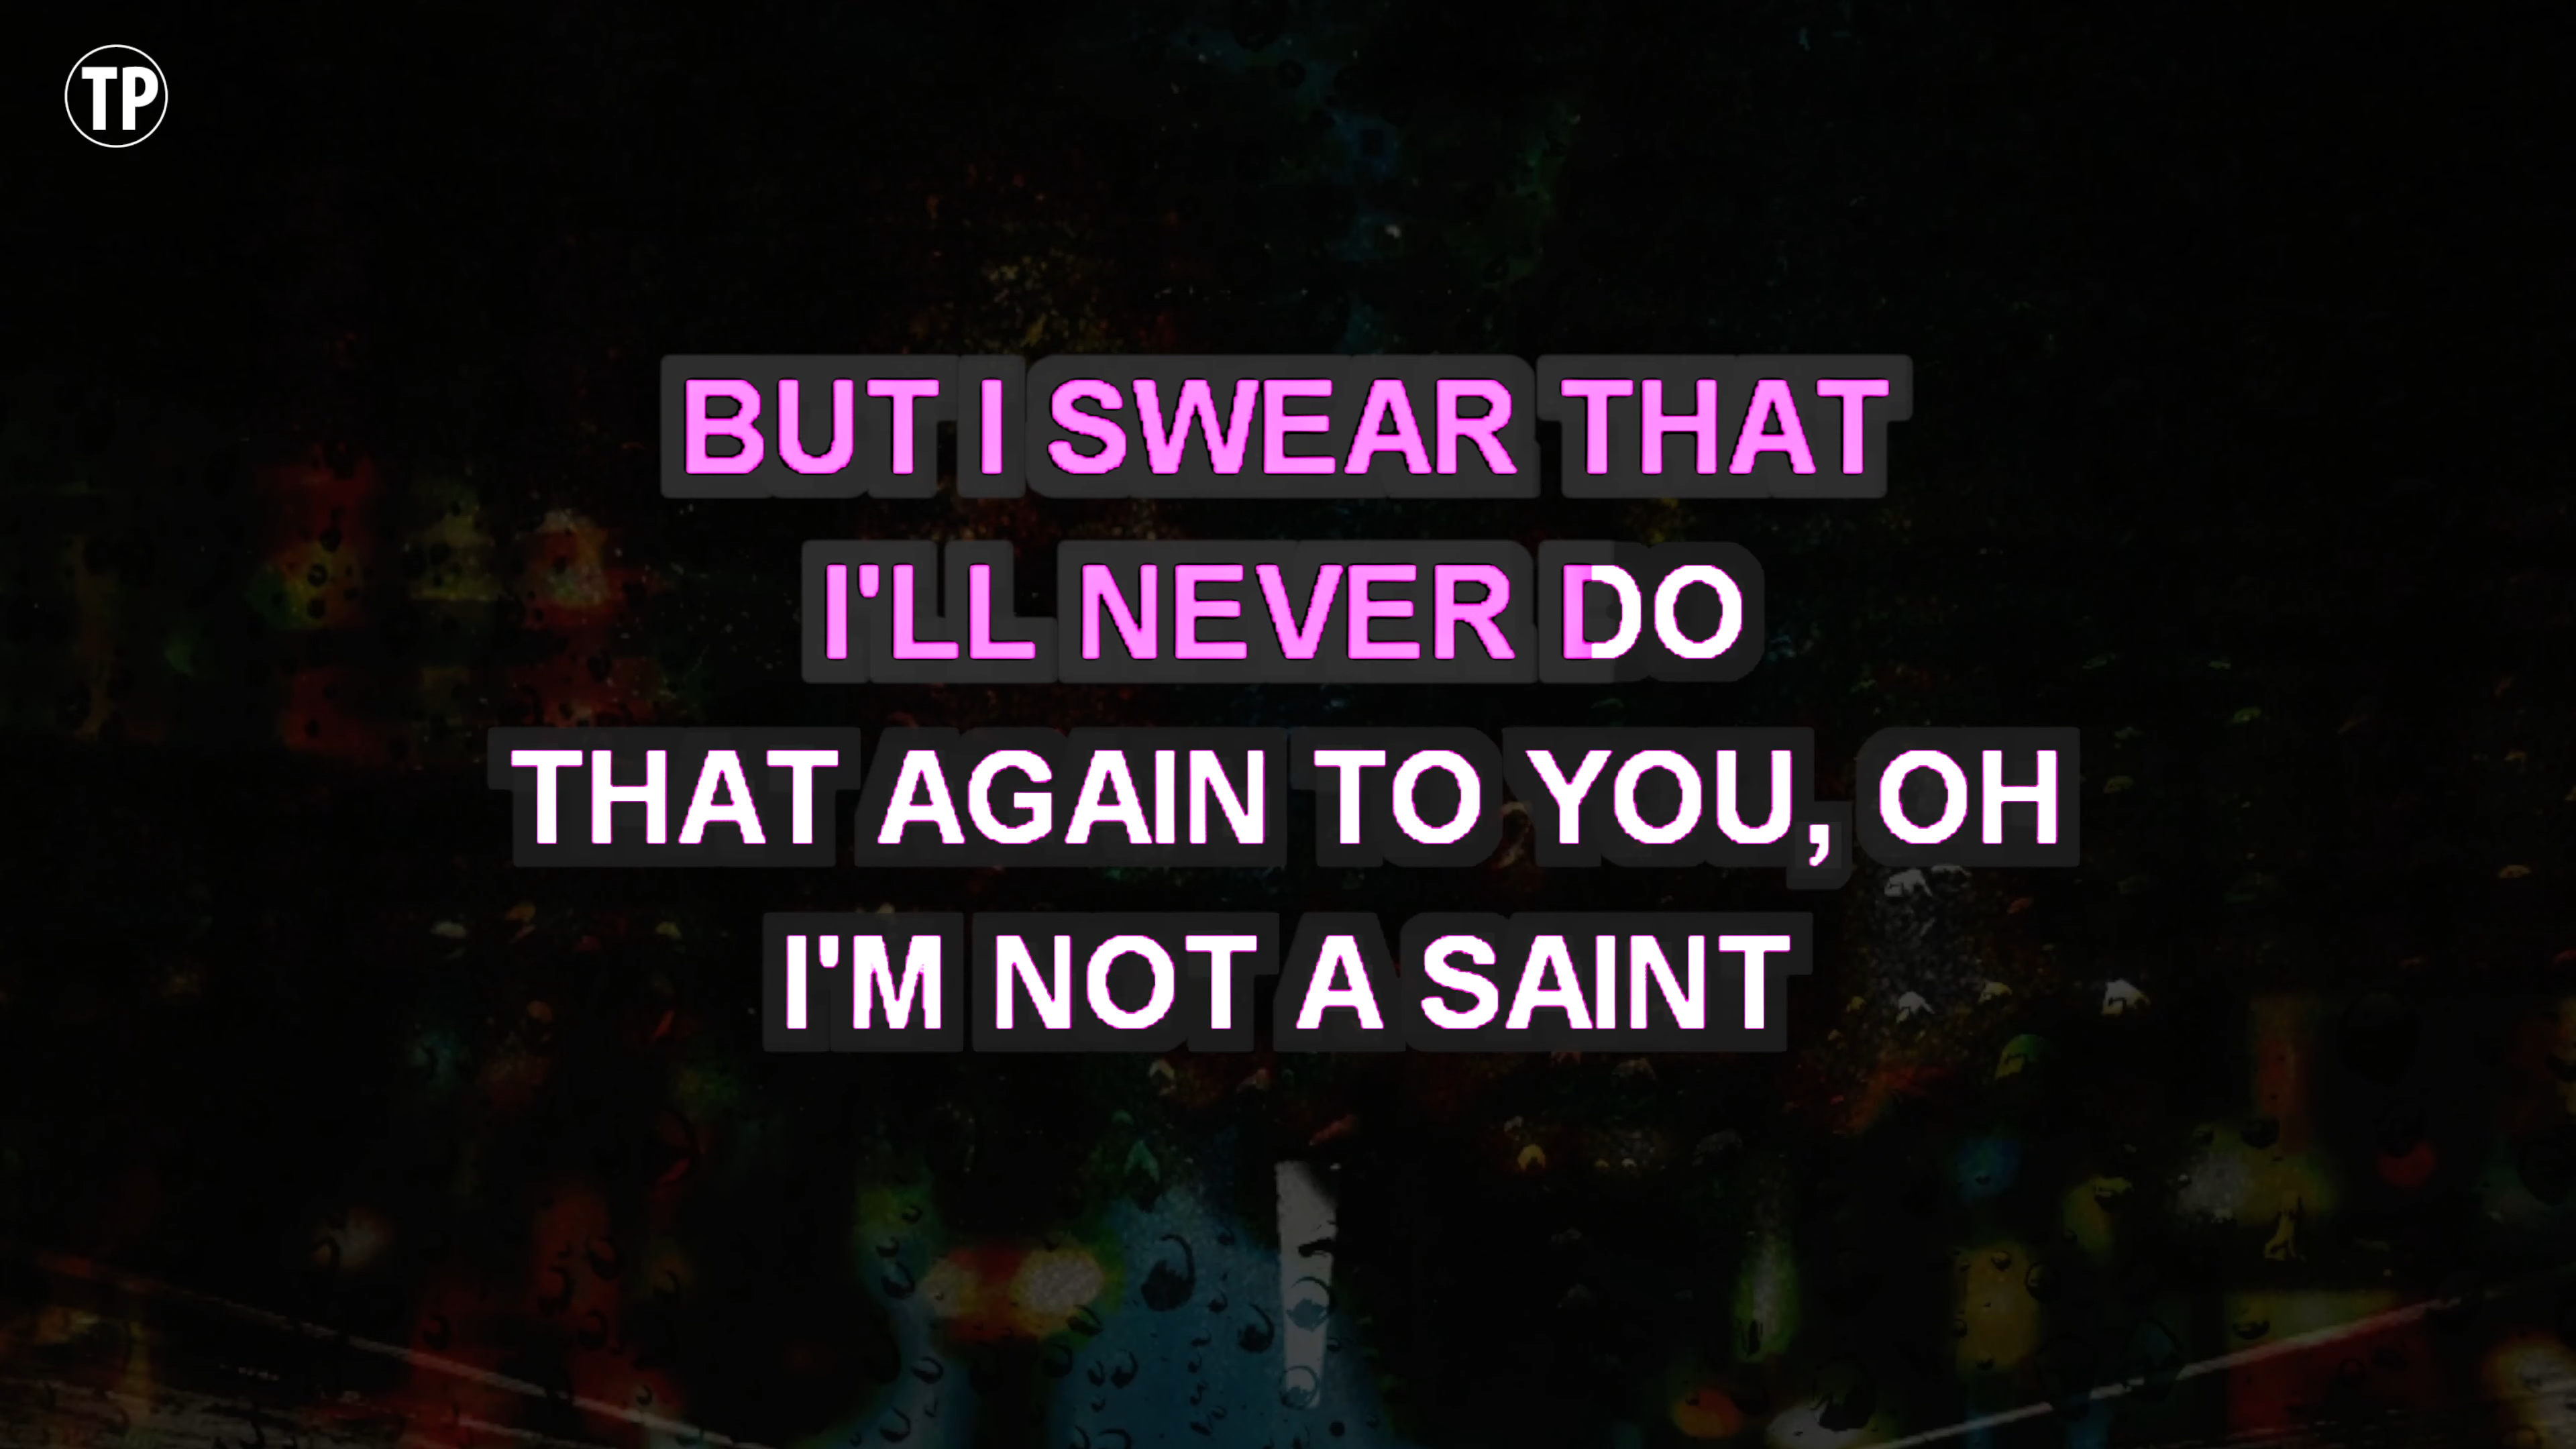 TP
BUT I SWEAR THAT
I'LL NEVER DO
THAT AGAIN TO YOU, OH
I'M NOT A SAINT